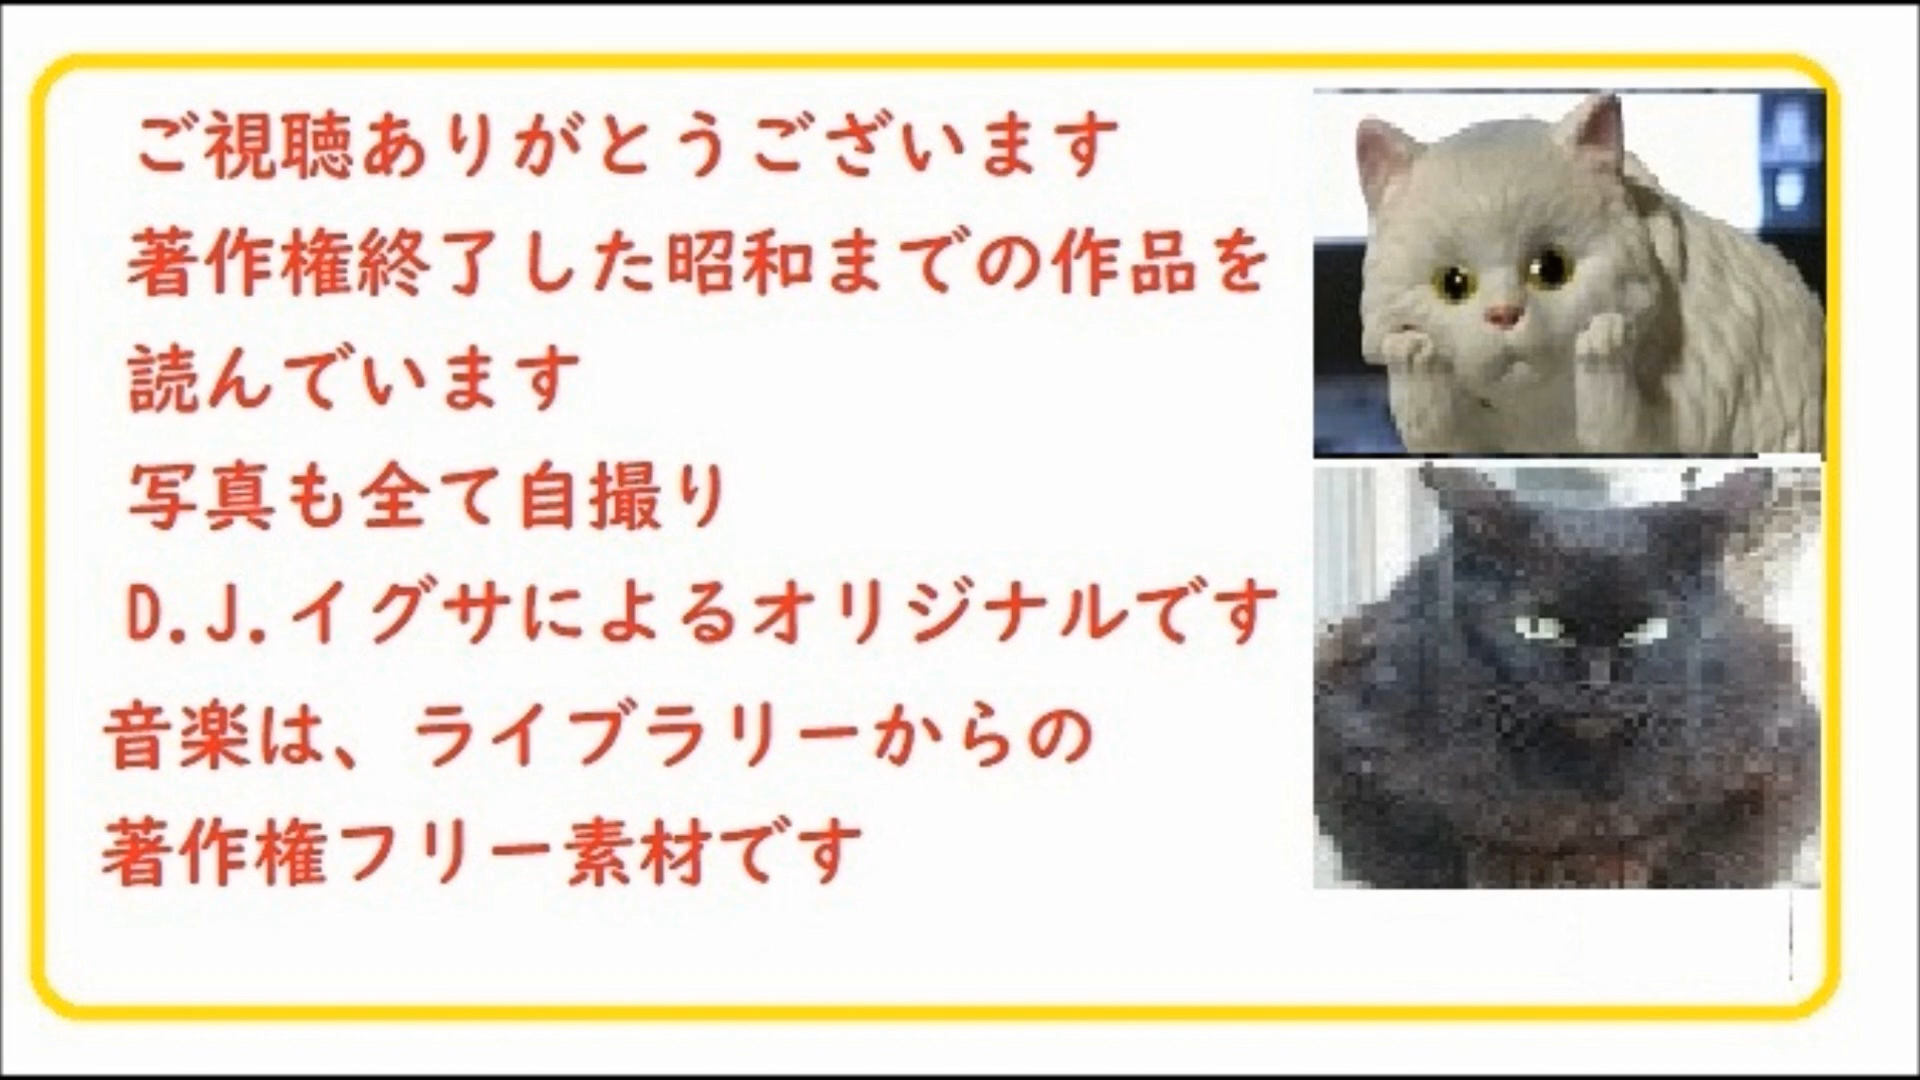 ご視聴ありがとうございます
著作権終了した昭和までの作品を
読んでいます
写真も全て自撮り
D.J.イグサによるオリジナルです
音楽は、ライブラリーからの
著作権フリー素材です